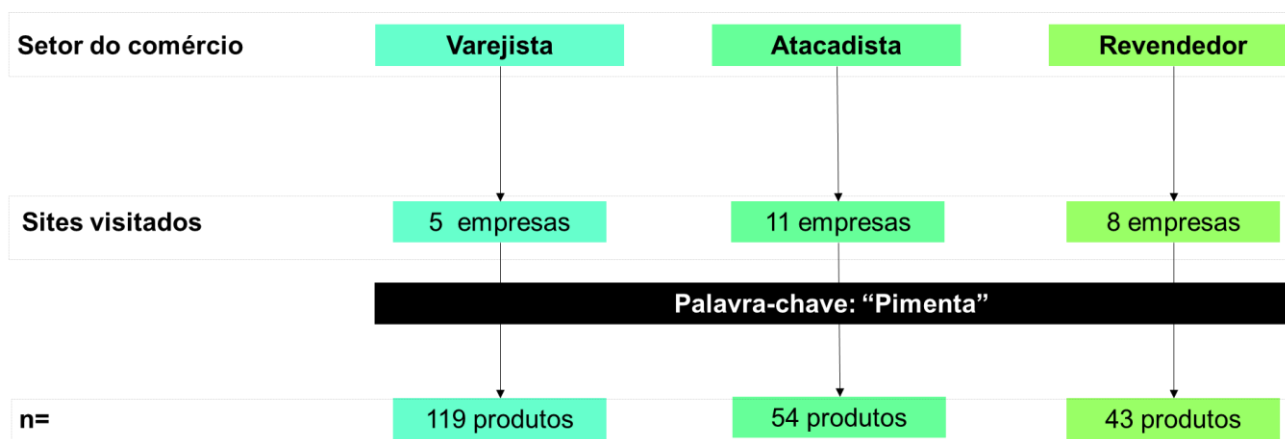 Setor do comércio Varejista Atacadista Revendedor
Sites visitados 5 empresas 11 empresas 8 empresas
Palavra-chave: “Pimenta”
n= 119 produtos 54 produtos 43 produtos